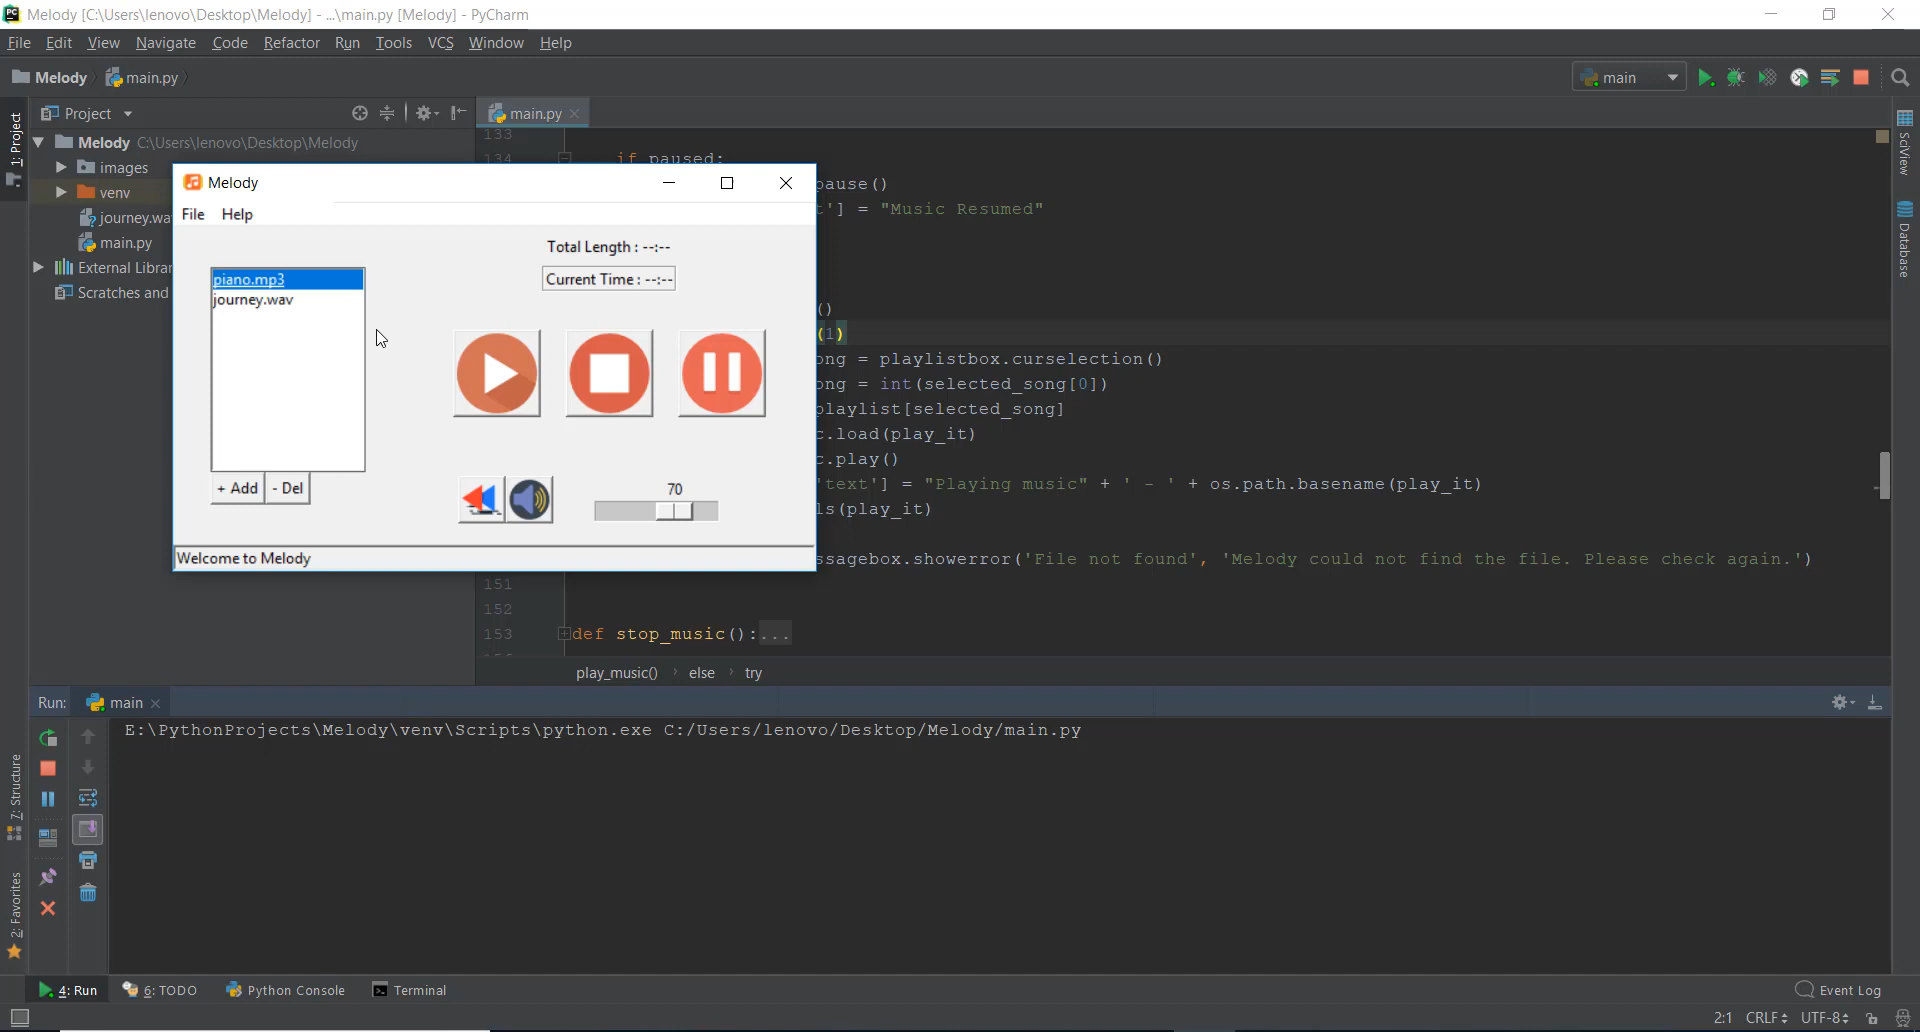 Melody [C:\Users\lenovo\Desktop\Melody] - ...\main.py [Melody] - PyCharm
File Edit View Navigate Code Refactor Run Tools VCS Window Help
Melody main.py
main
1: Project
Project
main.py
SciView
Database
Melody C:\Users\lenovo\Desktop\Melody
images
venv
journey.wa
main.py
External Librar
Scratches and
133
134
if paused:
pause()
t'] = "Music Resumed"
()
(1)
ong = playlistbox.curselection()
ong = int(selected_song[0])
playlist[selected_song]
c.load(play_it)
c.play()
'text'] = "Playing music" + ' - ' + os.path.basename(play_it)
ls(play_it)
ssagebox.showerror('File not found', 'Melody could not find the file. Please check again.')
151
152
153 def stop_music():...
play_music() › else › try
Melody
File Help
Total Length : --:--
Current Time : --:--
piano.mp3
journey.wav
+ Add - Del
70
Welcome to Melody
Run: main
E:\PythonProjects\Melody\venv\Scripts\python.exe C:/Users/lenovo/Desktop/Melody/main.py
7: Structure
2: Favorites
4: Run 6: TODO Python Console Terminal
Event Log
2:1 CRLF UTF-8